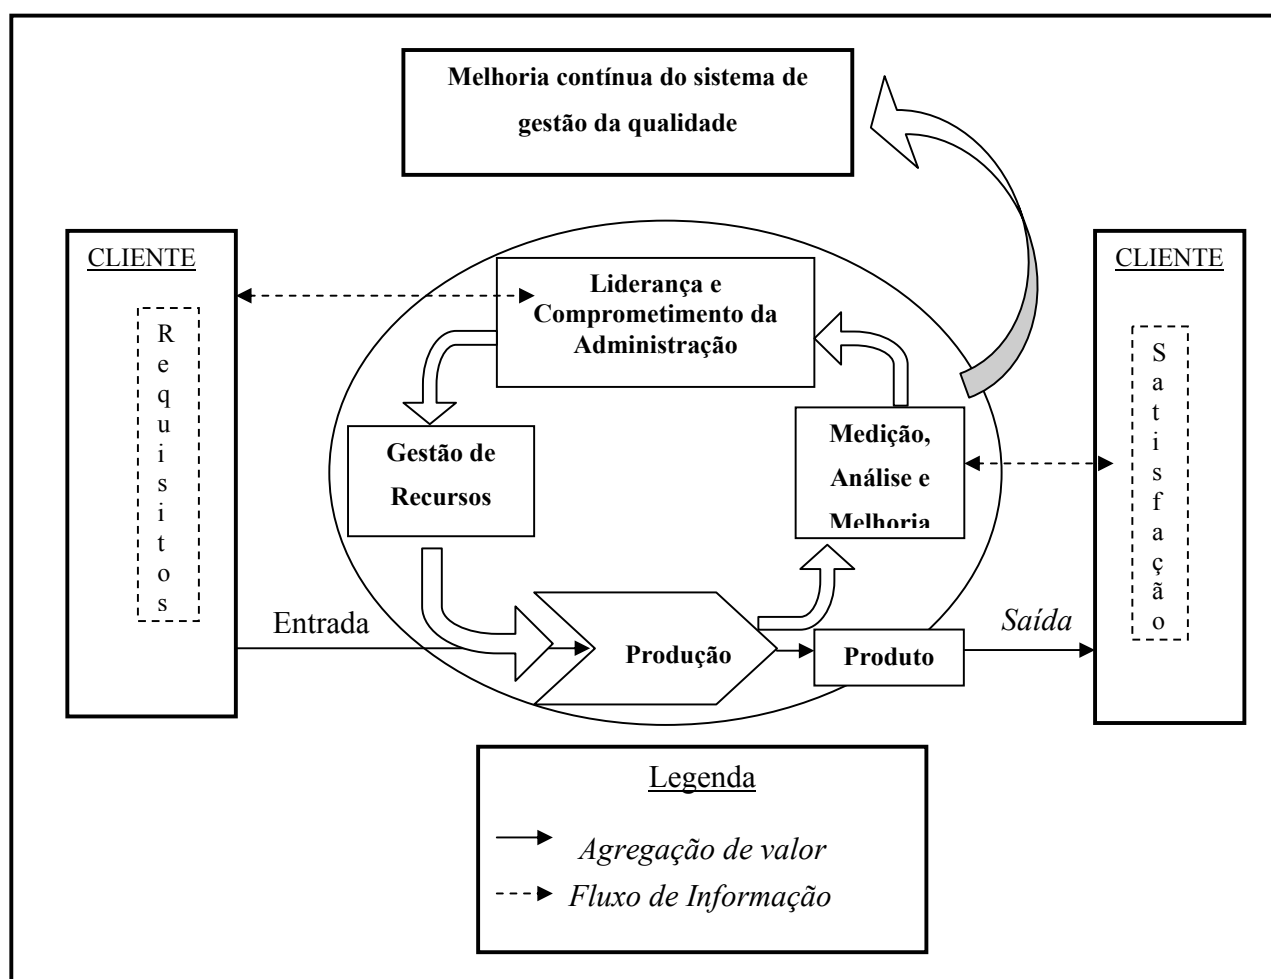 Melhoria contínua do sistema de
gestão da qualidade
CLIENTE
Requisitos
Liderança e
Comprometimento da
Administração
Gestão de
Recursos
Medição,
Análise e
Melhoria
CLIENTE
Satisfação
Entrada
Produção
Produto
Saída
Legenda
Agregação de valor
Fluxo de Informação